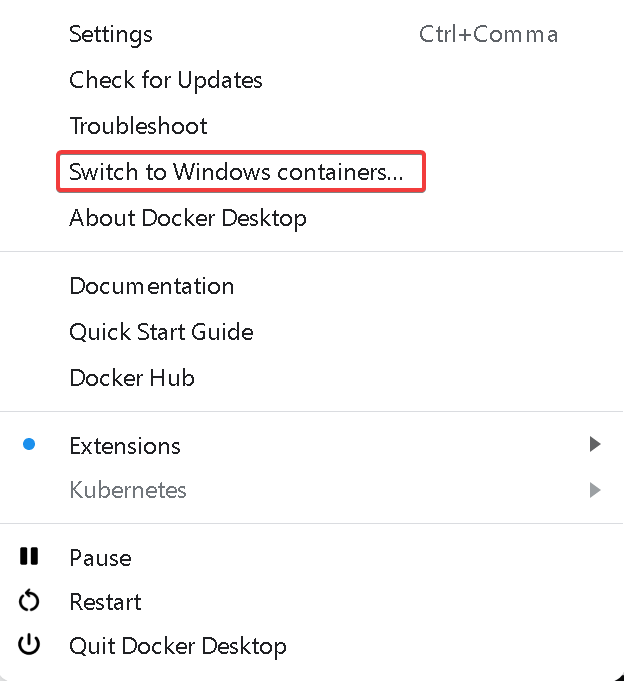 Settings Ctrl+Comma
Check for Updates
Troubleshoot
Switch to Windows containers...
About Docker Desktop
Documentation
Quick Start Guide
Docker Hub
Extensions
Kubernetes
Pause
Restart
Quit Docker Desktop